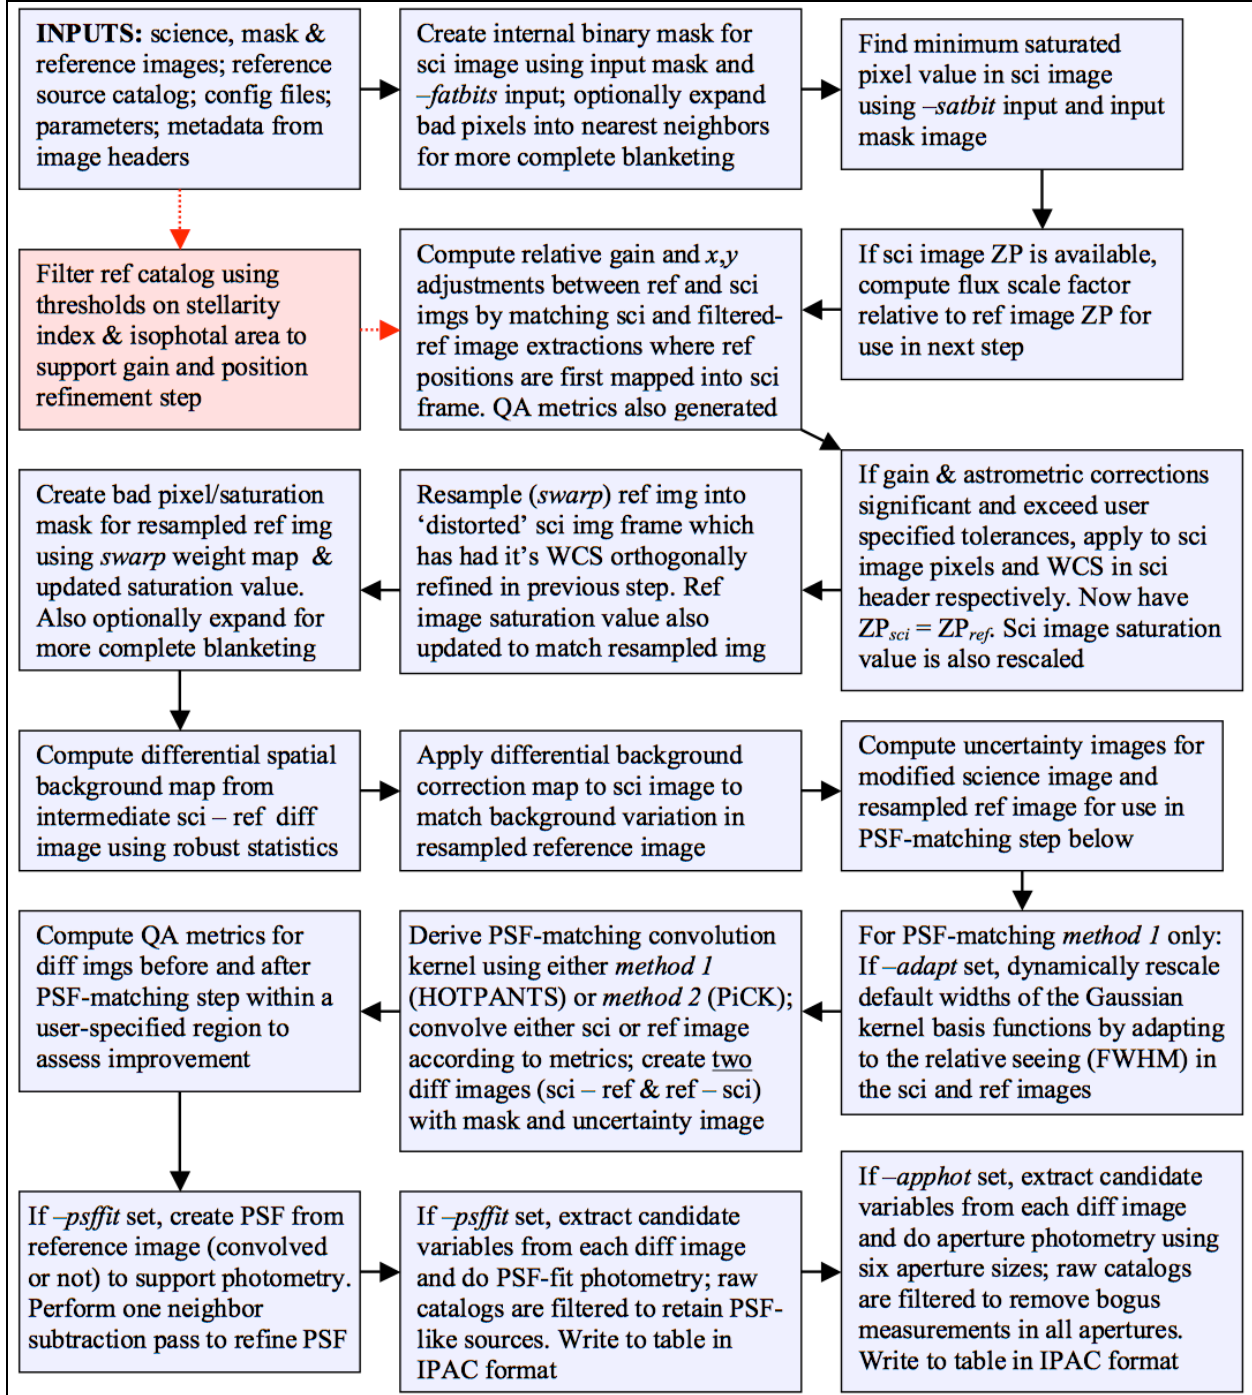 INPUTS: science, mask &
reference images; reference
source catalog; config files;
parameters; metadata from
image headers
Create internal binary mask for
sci image using input mask and
–fatbits input; optionally expand
bad pixels into nearest neighbors
for more complete blanketing
Find minimum saturated
pixel value in sci image
using –satbit input and input
mask image
Filter ref catalog using
thresholds on stellarity
index & isophotal area to
support gain and position
refinement step
Compute relative gain and x,y
adjustments between ref and sci
imgs by matching sci and filtered-
ref image extractions where ref
positions are first mapped into sci
frame. QA metrics also generated
If sci image ZP is available,
compute flux scale factor
relative to ref image ZP for
use in next step
Create bad pixel/saturation
mask for resampled ref img
using swarp weight map &
updated saturation value.
Also optionally expand for
more complete blanketing
Resample (swarp) ref img into
‘distorted’ sci img frame which
has had it’s WCS orthogonally
refined in previous step. Ref
image saturation value also
updated to match resampled img
If gain & astrometric corrections
significant and exceed user
specified tolerances, apply to sci
image pixels and WCS in sci
header respectively. Now have
ZPsci = ZPref. Sci image saturation
value is also rescaled
Compute differential spatial
background map from
intermediate sci – ref diff
image using robust statistics
Apply differential background
correction map to sci image to
match background variation in
resampled reference image
Compute uncertainty images for
modified science image and
resampled ref image for use in
PSF-matching step below
Compute QA metrics for
diff imgs before and after
PSF-matching step within a
user-specified region to
assess improvement
Derive PSF-matching convolution
kernel using either method 1
(HOTPANTS) or method 2 (PiCK);
convolve either sci or ref image
according to metrics; create two
diff images (sci – ref & ref – sci)
with mask and uncertainty image
For PSF-matching method 1 only:
If –adapt set, dynamically rescale
default widths of the Gaussian
kernel basis functions by adapting
to the relative seeing (FWHM) in
the sci and ref images
If –psffit set, create PSF from
reference image (convolved
or not) to support photometry.
Perform one neighbor
subtraction pass to refine PSF
If –psffit set, extract candidate
variables from each diff image
and do PSF-fit photometry; raw
catalogs are filtered to retain PSF-
like sources. Write to table in
IPAC format
If –apphot set, extract candidate
variables from each diff image
and do aperture photometry using
six aperture sizes; raw catalogs
are filtered to remove bogus
measurements in all apertures.
Write to table in IPAC format